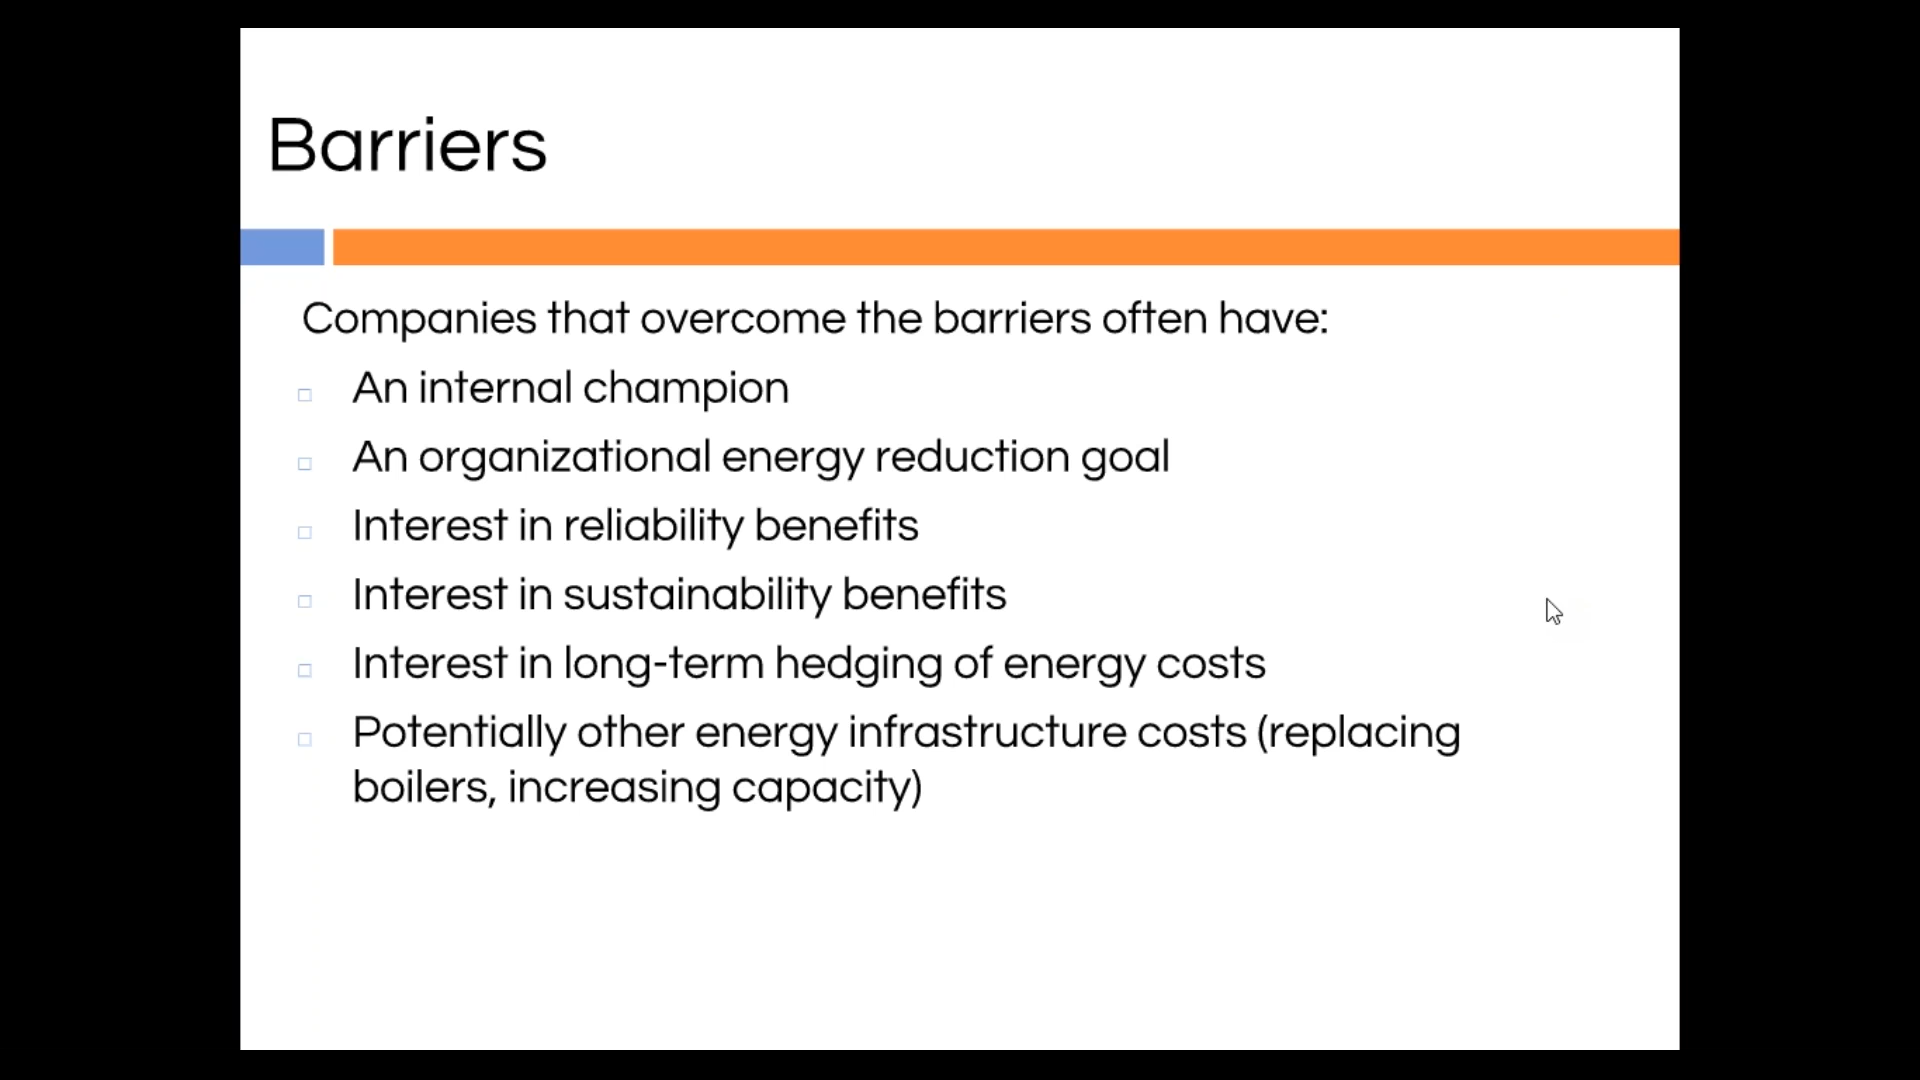 Barriers
Companies that overcome the barriers often have:
An internal champion
An organizational energy reduction goal
Interest in reliability benefits
Interest in sustainability benefits
Interest in long-term hedging of energy costs
Potentially other energy infrastructure costs (replacing
boilers, increasing capacity)